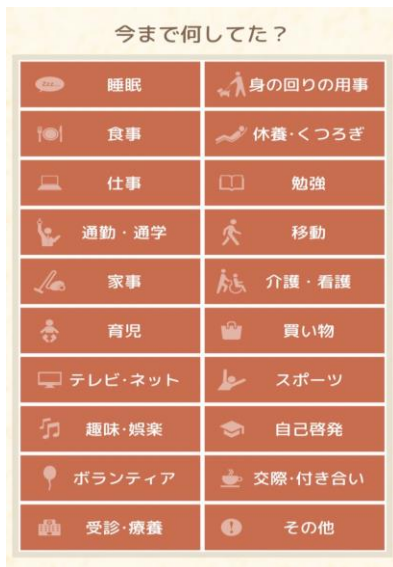 今まで何してた?
睡眠
身の回りの用事
食事
休養・くつろぎ
仕事
勉強
通勤・通学
移動
家事
介護・看護
育児
買い物
テレビ・ネット
スポーツ
趣味・娯楽
自己啓発
ボランティア
交際・付き合い
受診・療養
その他